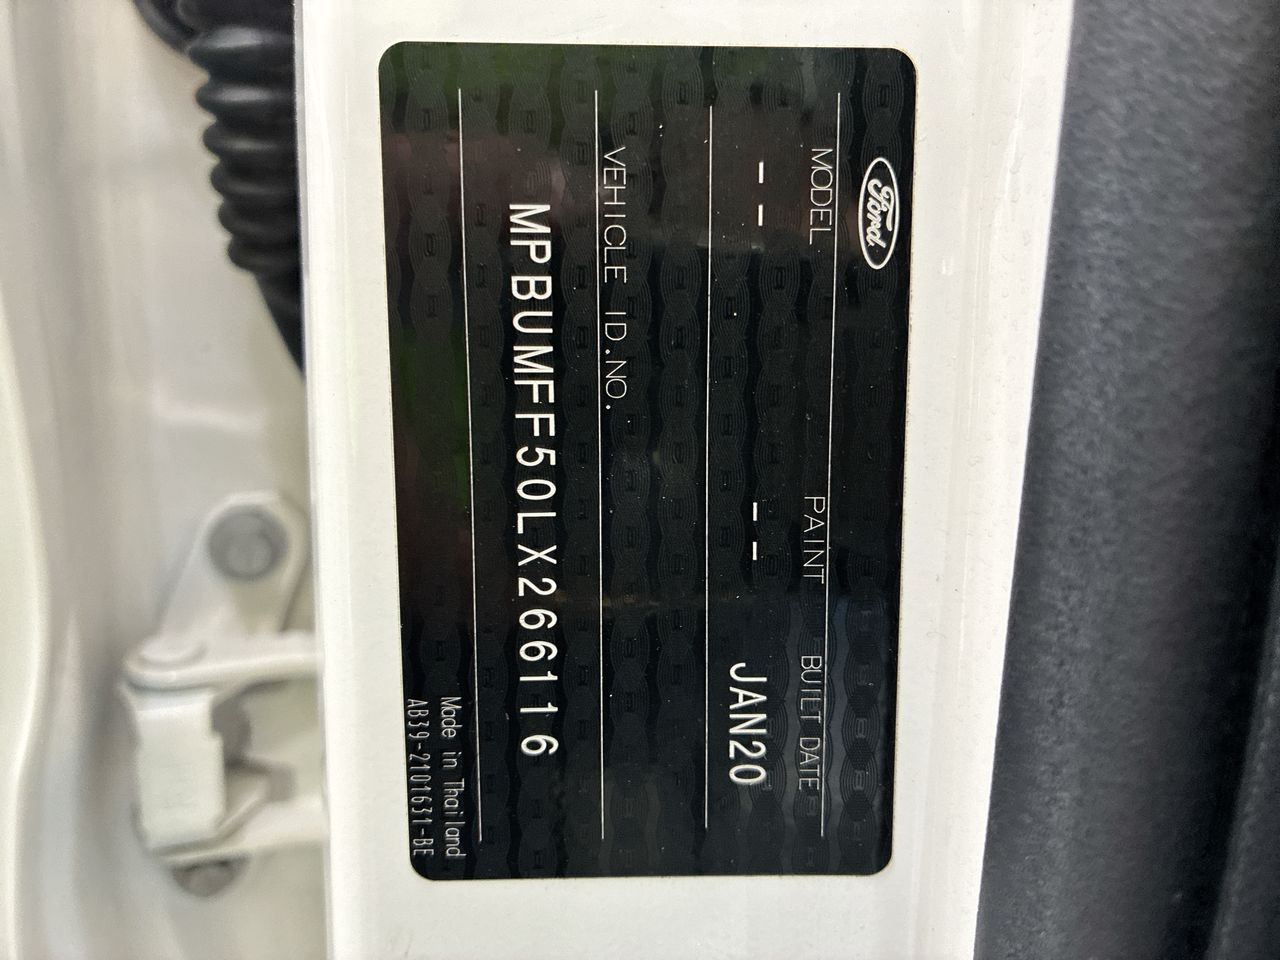 Ford
MODEL PAINT BUILT DATE
-- -- JAN20
VEHICLE ID.NO.
MPBUMFF50LX266116
Made in Thailand
AB39-2101631-BE